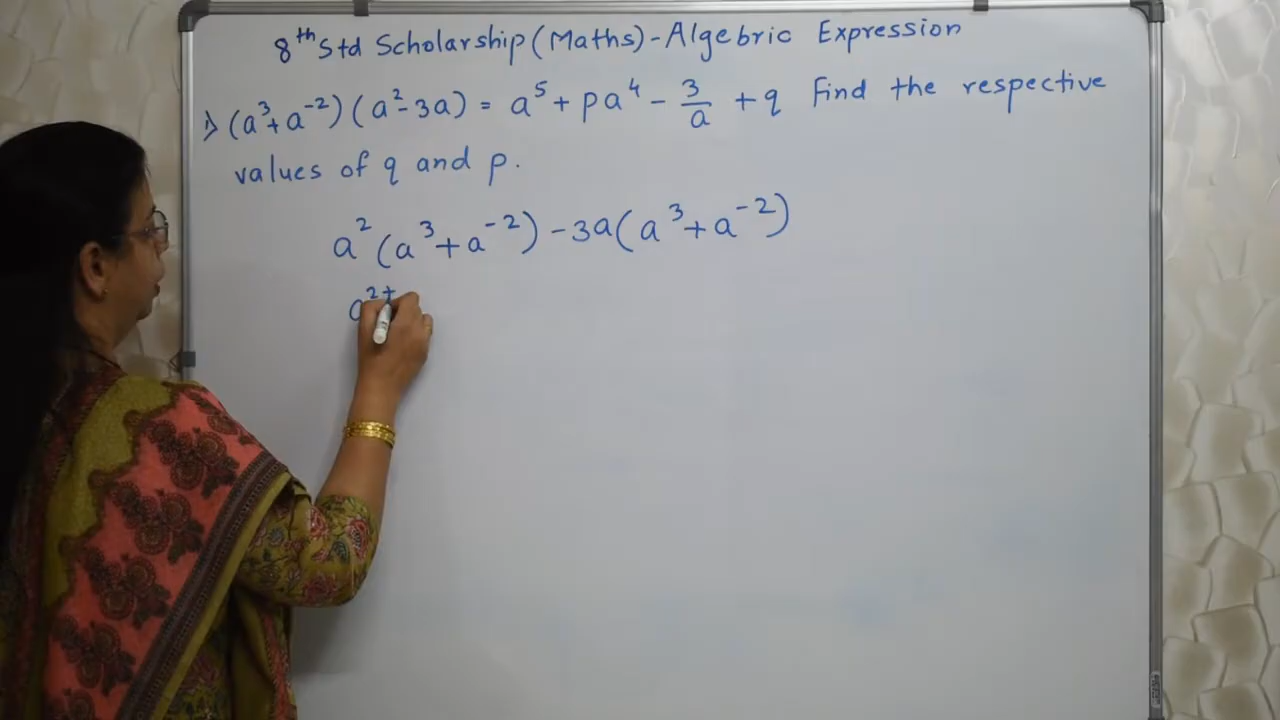 8th Std Scholarship (Maths) - Algebric Expression
1) (a³ + a⁻²) (a² - 3a) = a⁵ + pa⁴ - 3/a + q Find the respective
values of q and p.
a² (a³ + a⁻²) - 3a (a³ + a⁻²)
a²⁺